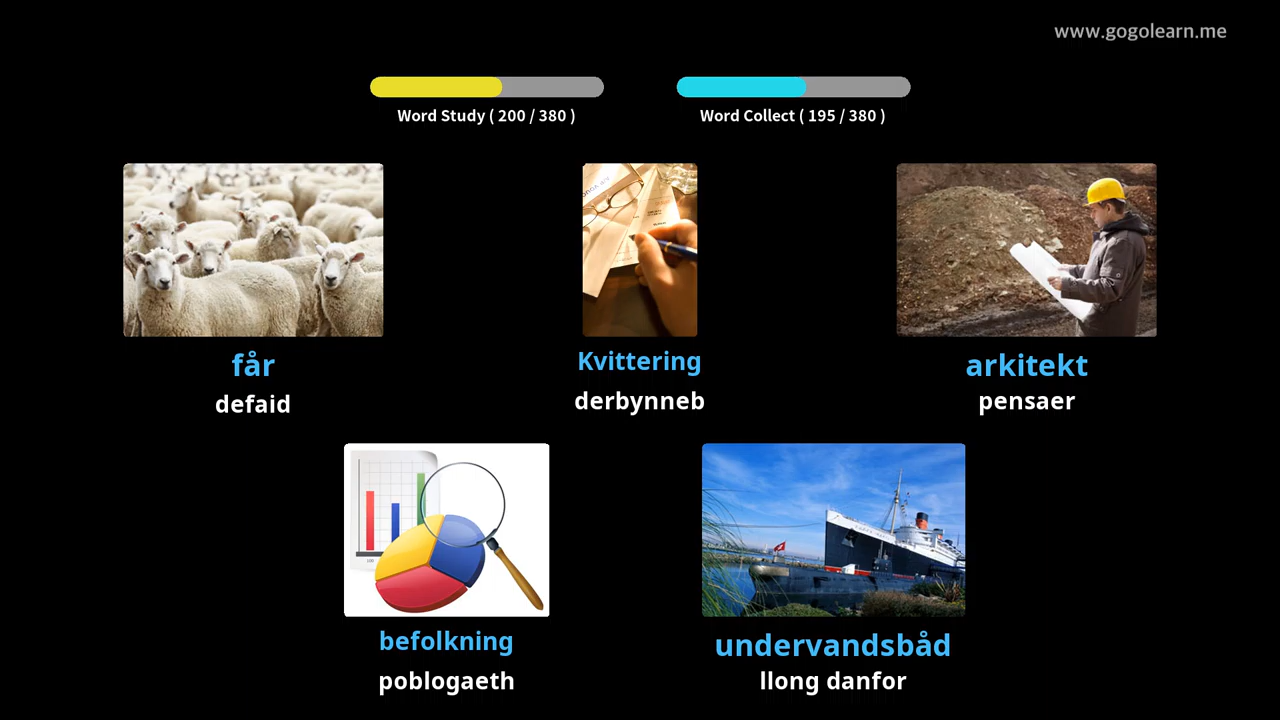 www.gogolearn.me
Word Study ( 200 / 380 )
Word Collect ( 195 / 380 )
får
defaid
Kvittering
derbynneb
arkitekt
pensaer
befolkning
poblogaeth
undervandsbåd
llong danfor